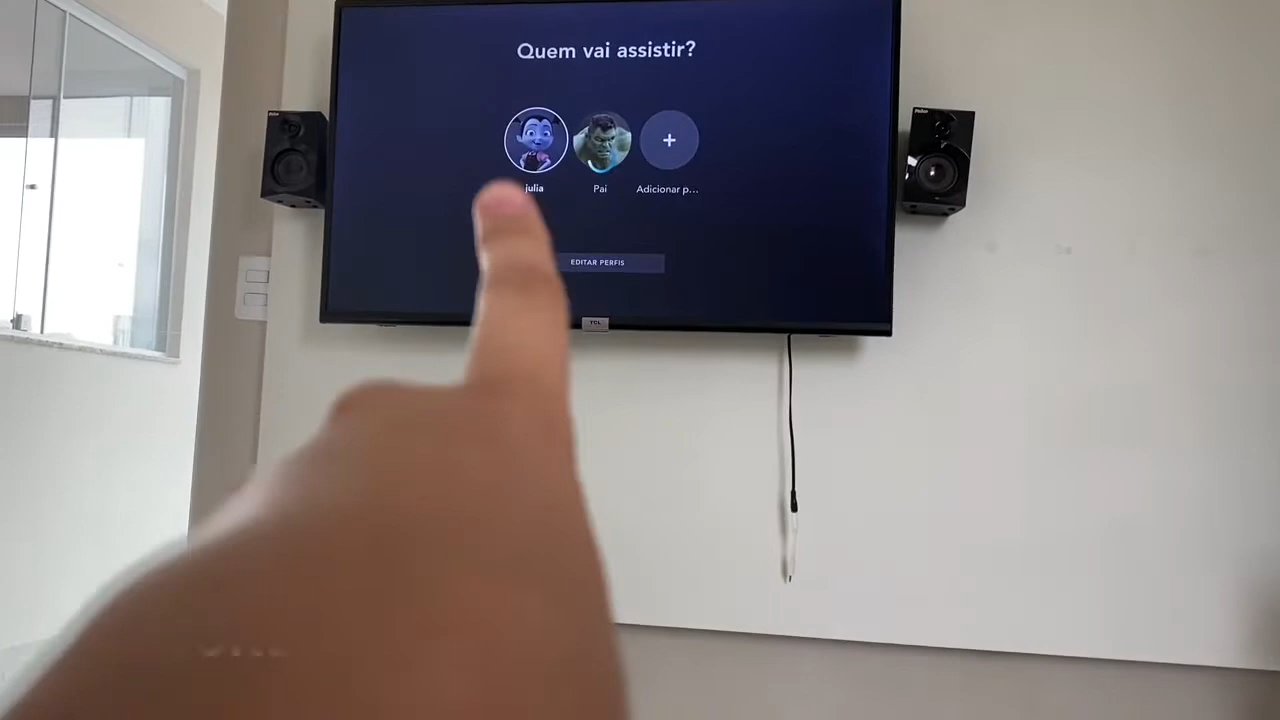 Quem vai assistir?
julia Pai Adicionar p...
EDITAR PERFIS
TCL